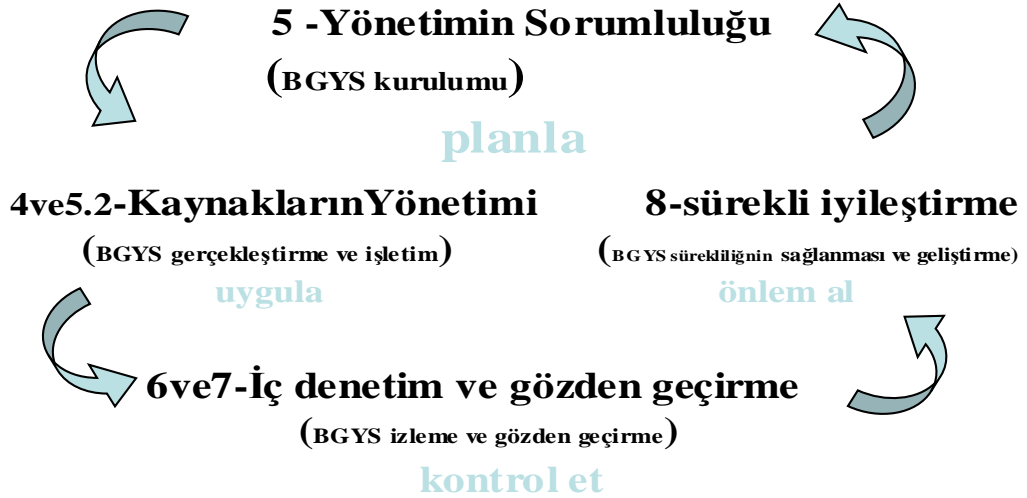 5 -Yönetimin Sorumluluğu
(BGYS kurulumu)
planla
4ve5.2-KaynaklarınYönetimi
(BGYS gerçekleştirme ve işletim)
uygula
8-sürekli iyileştirme
(BGYS sürekliliğnin sağlanması ve geliştirme)
önlem al
6ve7-İç denetim ve gözden geçirme
(BGYS izleme ve gözden geçirme)
kontrol et